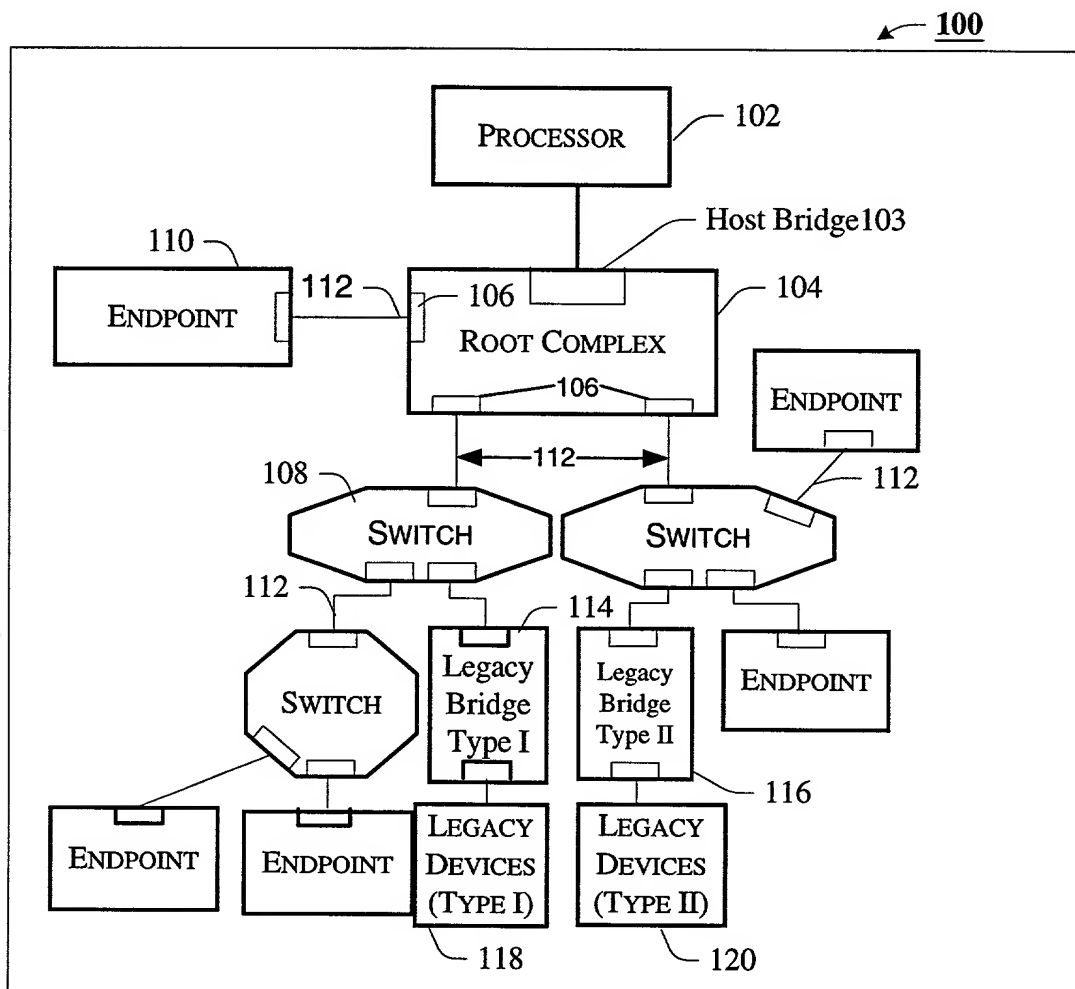 100
PROCESSOR
102
Host Bridge103
110
ENDPOINT
112
106
104
ROOT COMPLEX
106
ENDPOINT
112
112
108
SWITCH
SWITCH
112
114
SWITCH
Legacy
Bridge
Type I
Legacy
Bridge
Type II
ENDPOINT
116
ENDPOINT
ENDPOINT
LEGACY
DEVICES
(TYPE I)
LEGACY
DEVICES
(TYPE II)
118
120